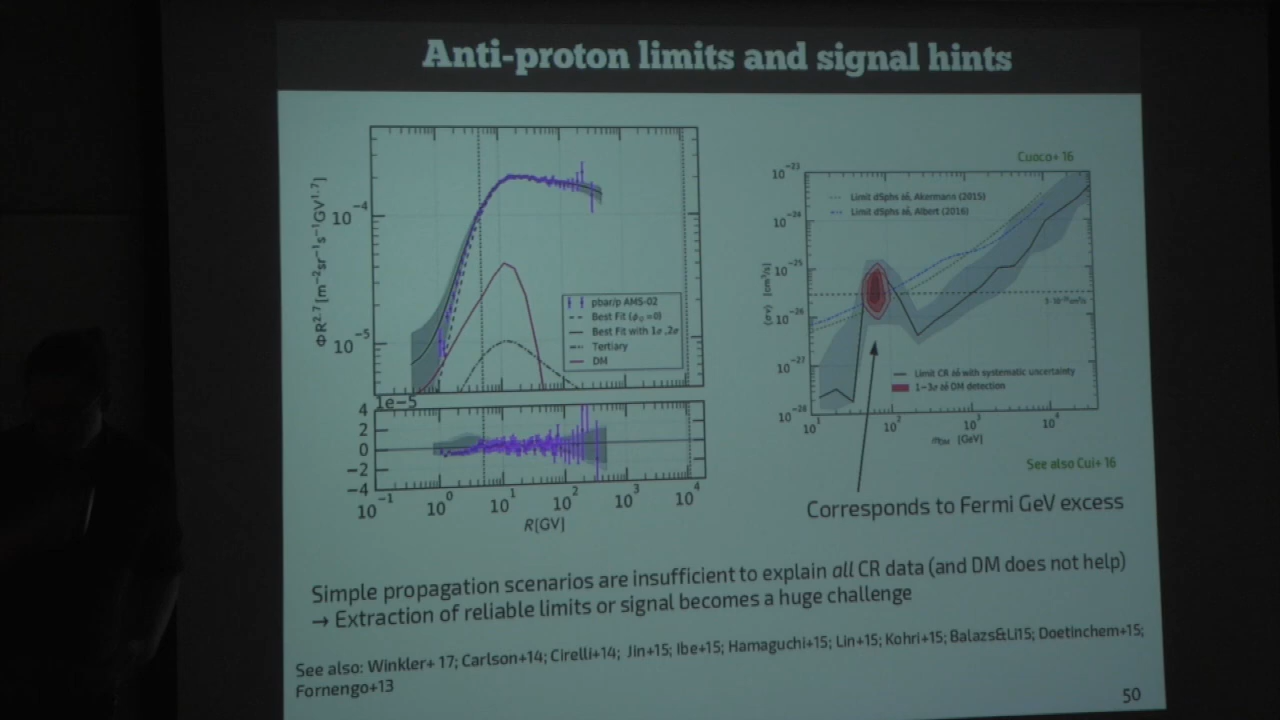 Anti-proton limits and signal hints
ΦR^2.7 [m^-2 sr^-1 s^-1 GV^1.7]
10^-4
10^-5
pbar/p AMS-02
Best Fit (ϕ⊙=0)
Best Fit with 1σ,2σ
Tertiary
DM
1e-5
4
2
0
-2
-4
10^-1
10^0
10^1
10^2
10^3
10^4
R[GV]
Cuoco+ 16
10^-23
10^-24
10^-25
10^-26
10^-27
10^-28
⟨σv⟩ [cm³/s]
Limit dSphs bb̄, Akermann (2015)
Limit dSphs bb̄, Albert (2016)
3·10^-26 cm³/s
Limit CR bb̄ with systematic uncertainty
1-3σ bb̄ DM detection
10^1
10^2
10^3
10^4
m_DM [GeV]
See also Cui+ 16
Corresponds to Fermi GeV excess
Simple propagation scenarios are insufficient to explain all CR data (and DM does not help)
→ Extraction of reliable limits or signal becomes a huge challenge
See also: Winkler+ 17; Carlson+14; Cirelli+14; Jin+15; Ibe+15; Hamaguchi+15; Lin+15; Kohri+15; Balazs&Li15; Doetinchem+15;
Fornengo+13
50